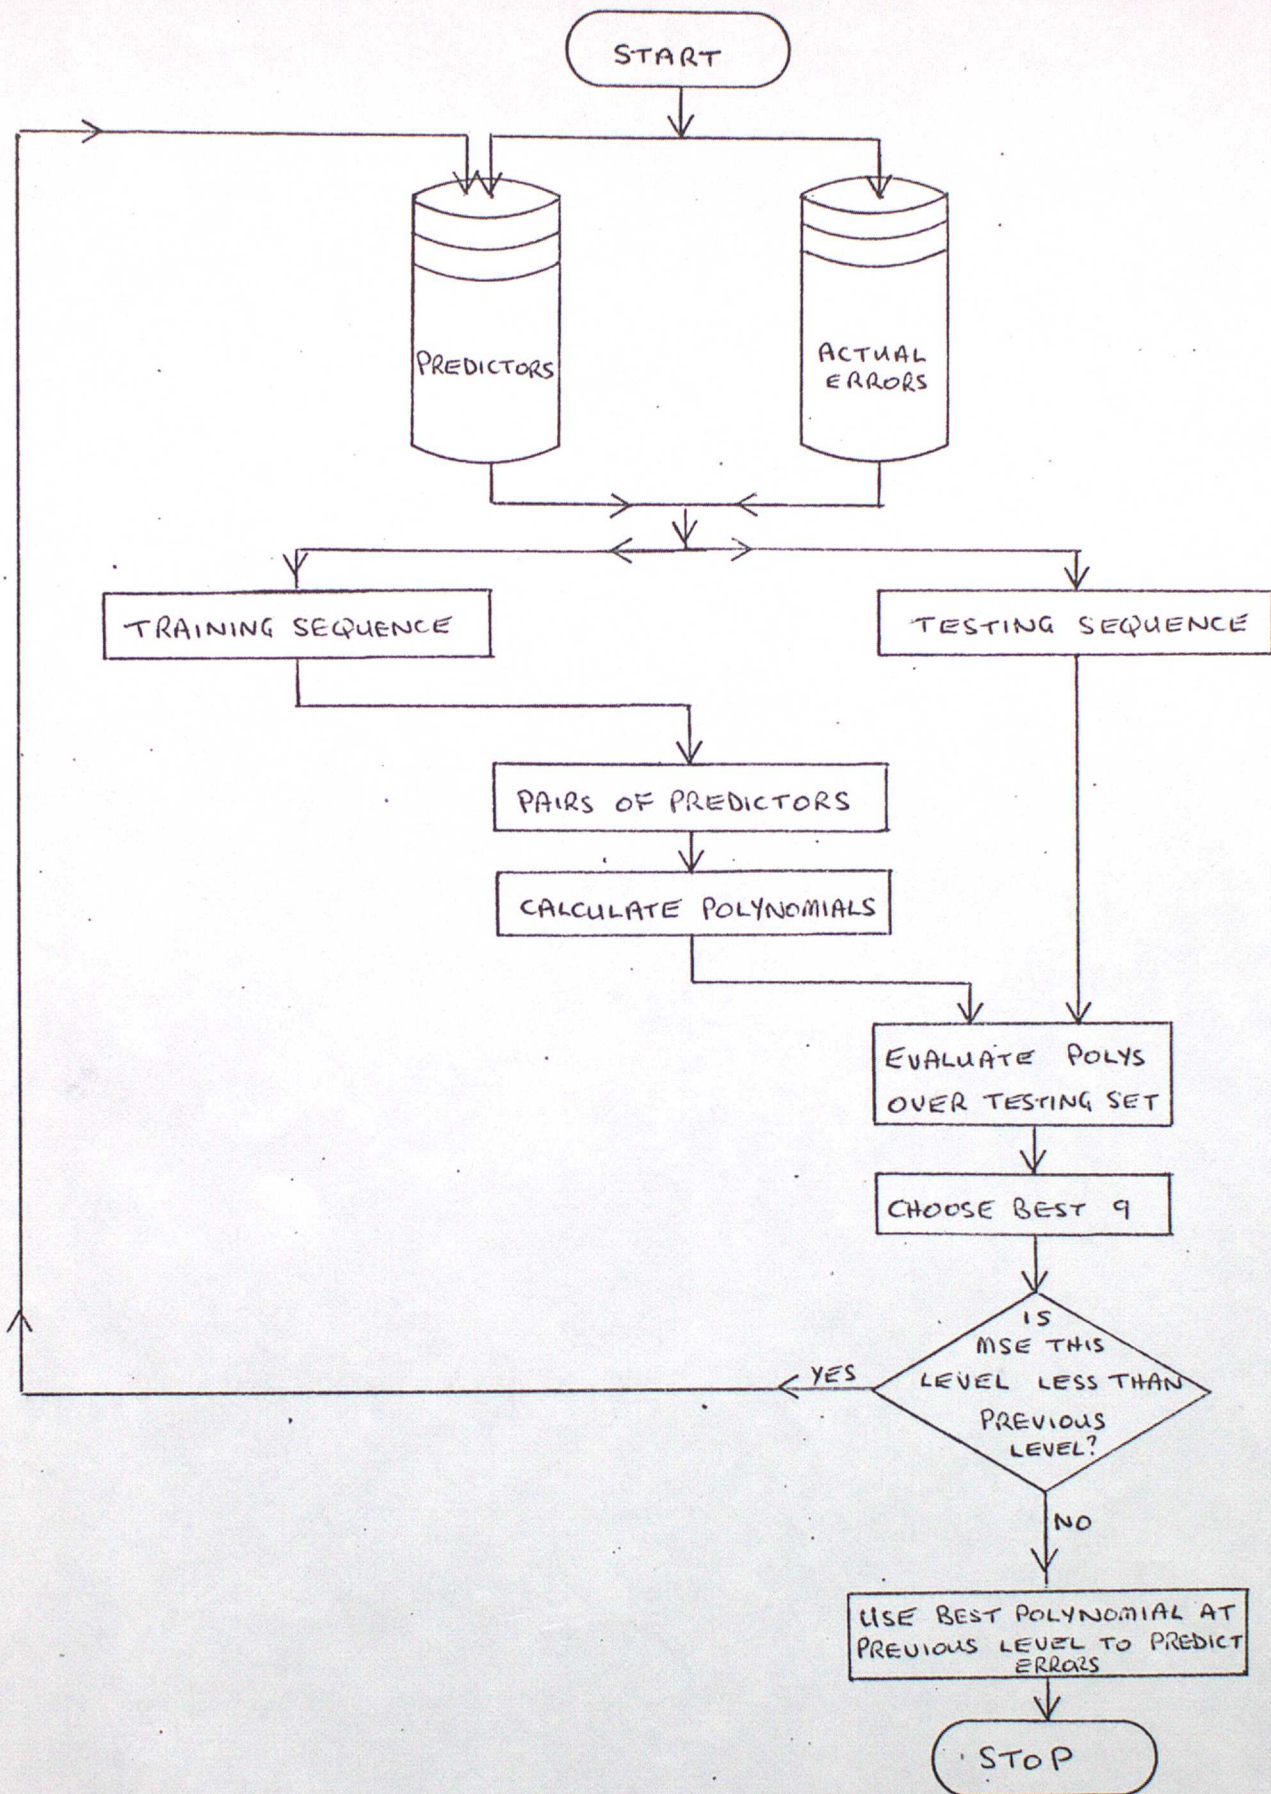 START
PREDICTORS
ACTUAL
ERRORS
TRAINING SEQUENCE
TESTING SEQUENCE
PAIRS OF PREDICTORS
CALCULATE POLYNOMIALS
EVALUATE POLYS
OVER TESTING SET
CHOOSE BEST 9
IS
MSE THIS
LEVEL LESS THAN
PREVIOUS
LEVEL?
YES
NO
USE BEST POLYNOMIAL AT
PREVIOUS LEVEL TO PREDICT
ERRORS
STOP